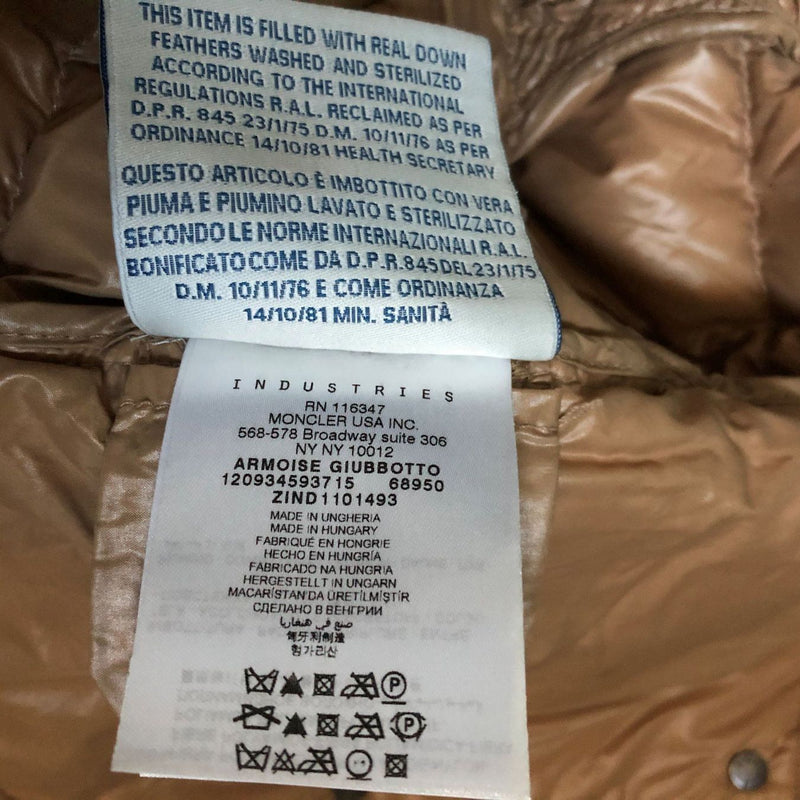 THIS ITEM IS FILLED WITH REAL DOWN
FEATHERS WASHED AND STERILIZED
ACCORDING TO THE INTERNATIONAL
REGULATIONS R.A.L. RECLAIMED AS PER
D.P.R. 845 23/1/75 D.M. 10/11/76 AS PER
ORDINANCE 14/10/81 HEALTH SECRETARY
QUESTO ARTICOLO È IMBOTTITO CON VERA
PIUMA E PIUMINO LAVATO E STERILIZZATO
SECONDO LE NORME INTERNAZIONALI R.A.L.
BONIFICATO COME DA D.P.R. 845 DEL 23/1/75
D.M. 10/11/76 E COME ORDINANZA
14/10/81 MIN. SANITÀ
INDUSTRIES
RN 116347
MONCLER USA INC.
568-578 Broadway suite 306
NY NY 10012
ARMOISE GIUBBOTTO
120934593715 68950
ZIND1101493
MADE IN UNGHERIA
MADE IN HUNGARY
FABRIQUÉ EN HONGRIE
HECHO EN HUNGRÍA
FABRICADO NA HUNGRIA
HERGESTELLT IN UNGARN
MACARİSTAN'DA ÜRETİLMİŞTİR
СДЕЛАНО В ВЕНГРИИ
صنع في هنغاريا
匈牙利制造
헝가리산
P
P